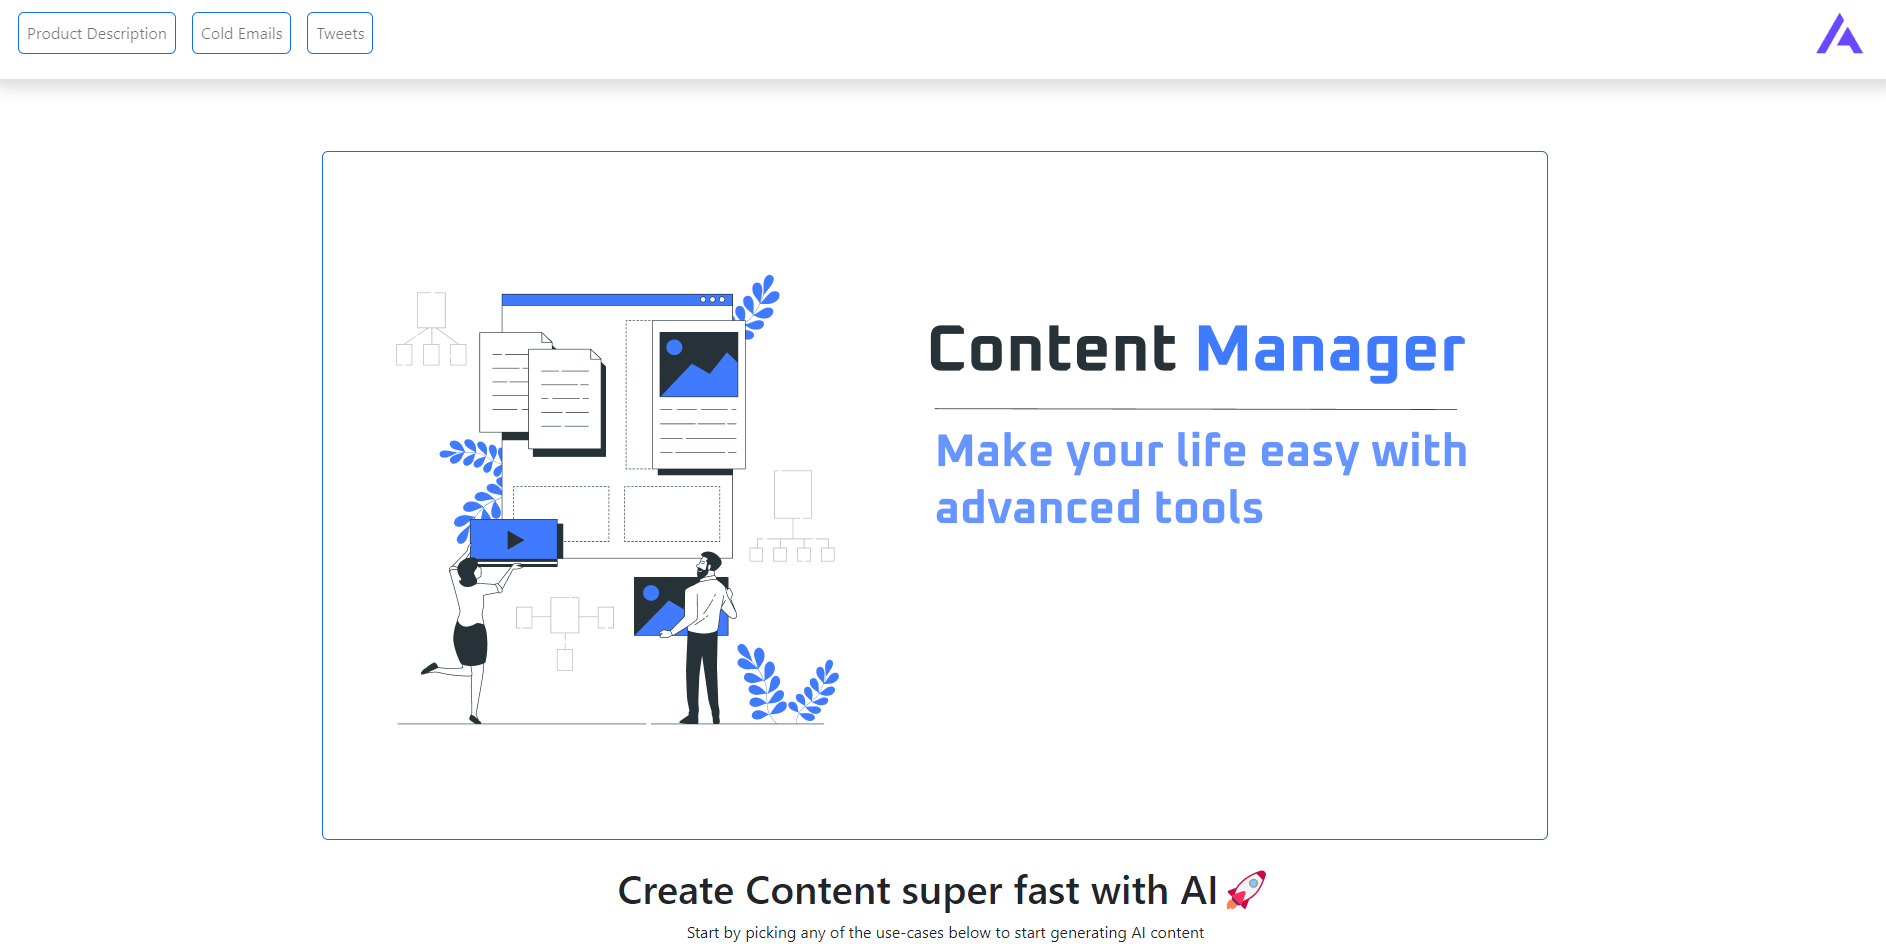 Product Description
Cold Emails
Tweets
Content Manager
Make your life easy with
advanced tools
Create Content super fast with AI🚀
Start by picking any of the use-cases below to start generating AI content